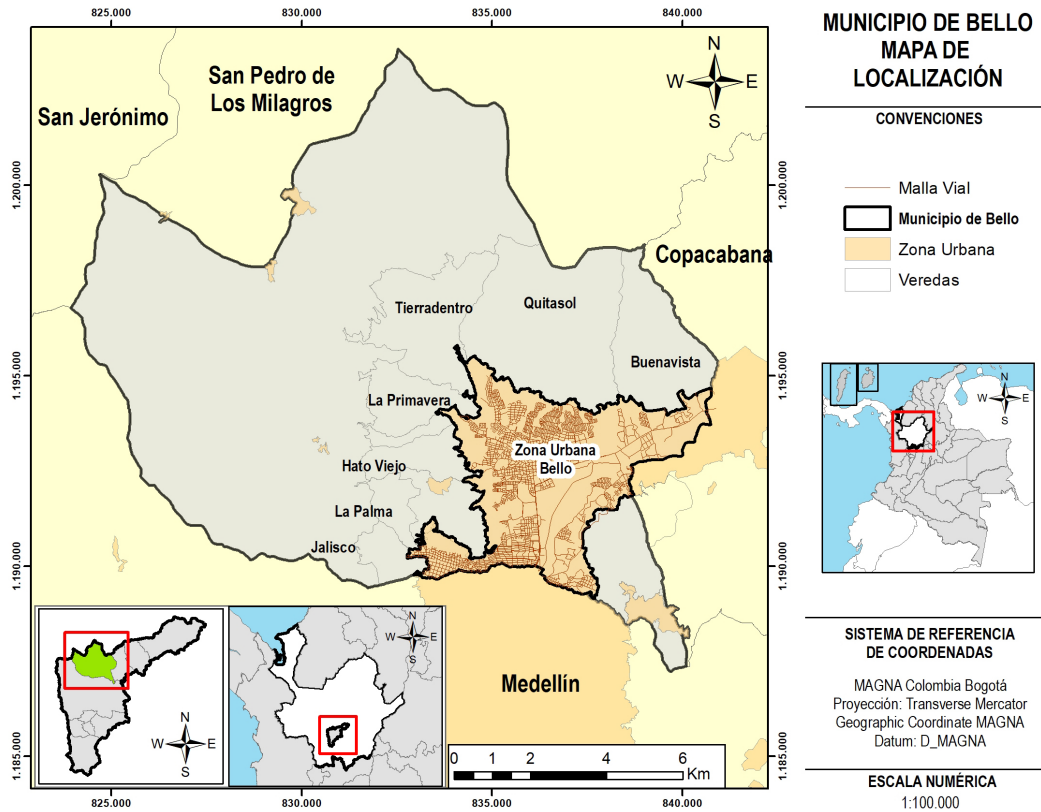 825.000 830.000 835.000 840.000
MUNICIPIO DE BELLO
MAPA DE
LOCALIZACIÓN
CONVENCIONES
Malla Vial
Municipio de Bello
Zona Urbana
Veredas
N
W E
S
San Pedro de
Los Milagros
San Jerónimo
1.200.000 1.200.000
Copacabana
Tierradentro
Quitasol
Buenavista
1.195.000 1.195.000
La Primavera
Zona Urbana
Bello
Hato Viejo
La Palma
Jalisco
1.190.000 1.190.000
Medellín
1.185.000 1.185.000
N
W E
S
N
W E
S
0 1 2 4 6
Km
825.000 830.000 835.000 840.000
N
W E
S
SISTEMA DE REFERENCIA
DE COORDENADAS
MAGNA Colombia Bogotá
Proyección: Transverse Mercator
Geographic Coordinate MAGNA
Datum: D_MAGNA
ESCALA NUMÉRICA
1:100.000